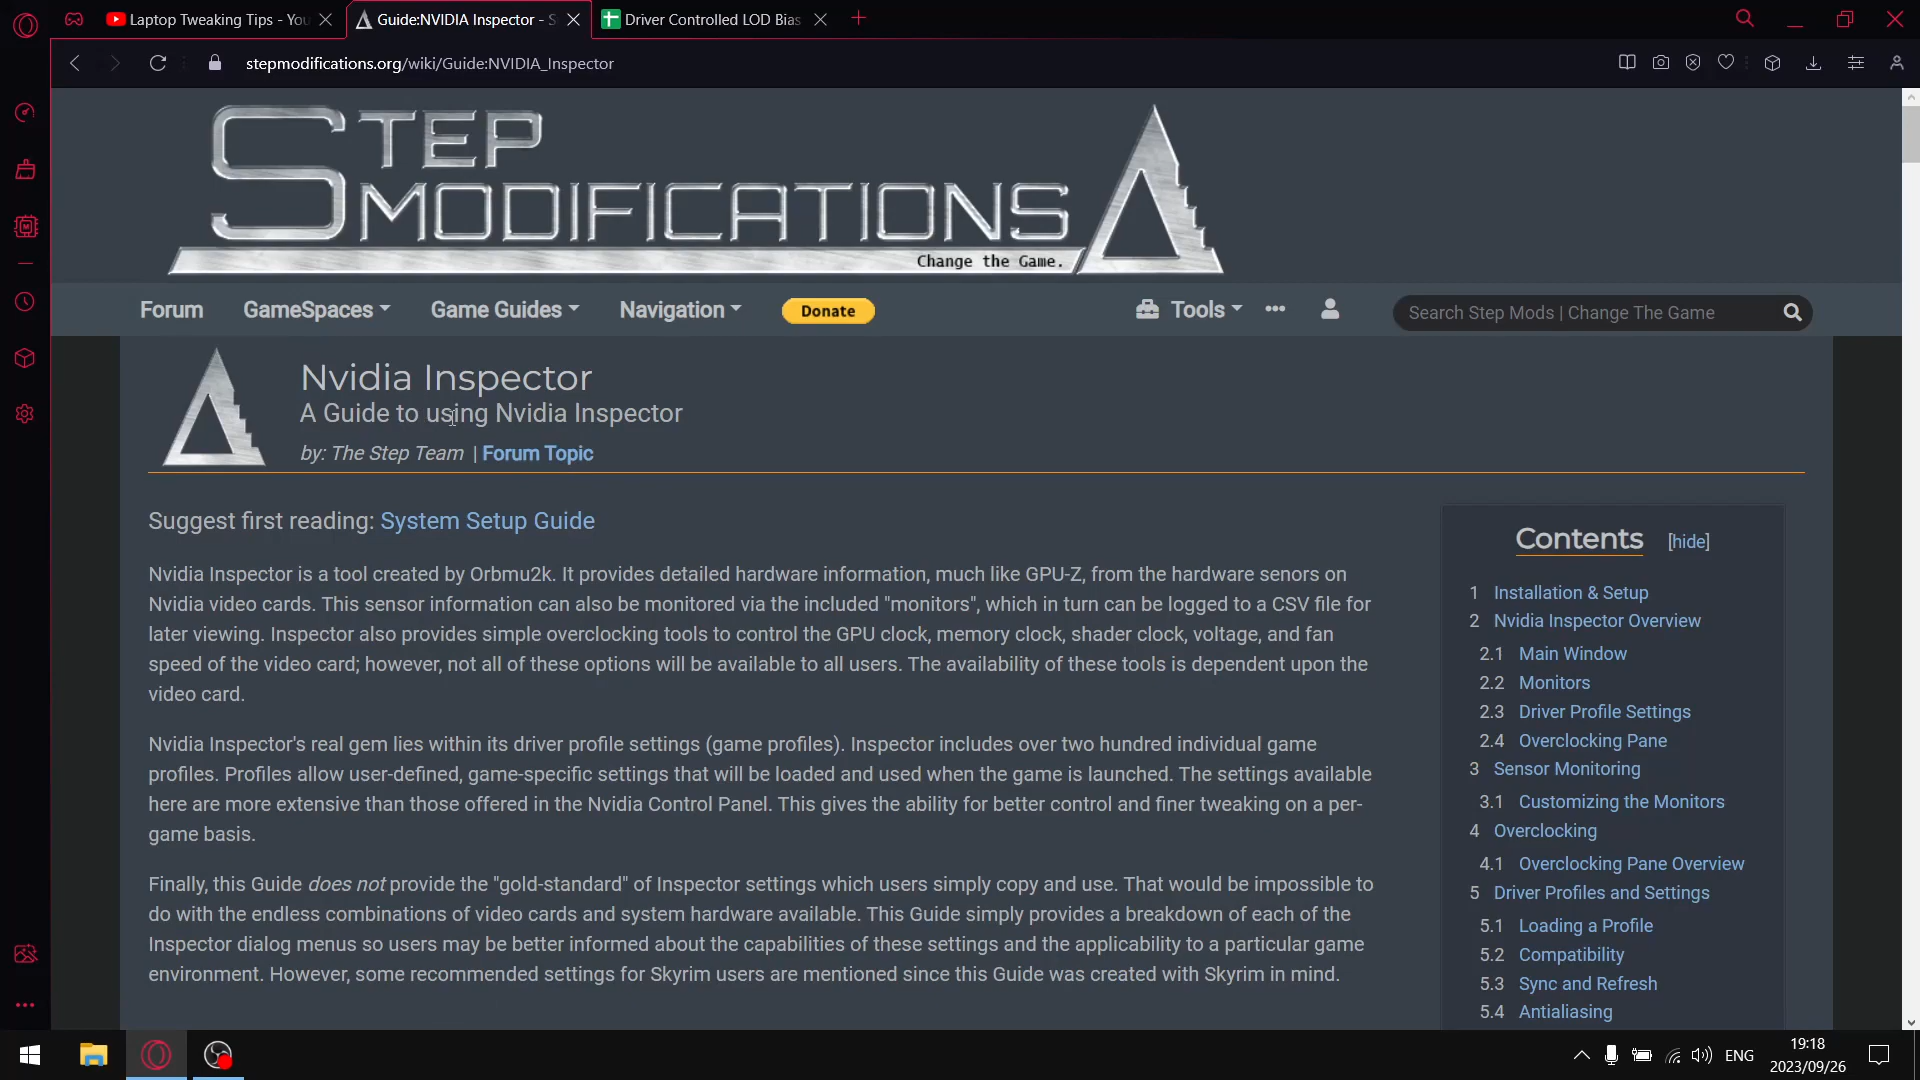 Laptop Tweaking Tips - You
Guide:NVIDIA Inspector - S
Driver Controlled LOD Bias
stepmodifications.org/wiki/Guide:NVIDIA_Inspector
STEP
MODIFICATIONS
Change the Game.
Forum GameSpaces Game Guides Navigation Donate Tools Search Step Mods | Change The Game
Nvidia Inspector
A Guide to using Nvidia Inspector
by: The Step Team | Forum Topic
Suggest first reading: System Setup Guide
Nvidia Inspector is a tool created by Orbmu2k. It provides detailed hardware information, much like GPU-Z, from the hardware senors on
Nvidia video cards. This sensor information can also be monitored via the included "monitors", which in turn can be logged to a CSV file for
later viewing. Inspector also provides simple overclocking tools to control the GPU clock, memory clock, shader clock, voltage, and fan
speed of the video card; however, not all of these options will be available to all users. The availability of these tools is dependent upon the
video card.
Nvidia Inspector's real gem lies within its driver profile settings (game profiles). Inspector includes over two hundred individual game
profiles. Profiles allow user-defined, game-specific settings that will be loaded and used when the game is launched. The settings available
here are more extensive than those offered in the Nvidia Control Panel. This gives the ability for better control and finer tweaking on a per-
game basis.
Finally, this Guide does not provide the "gold-standard" of Inspector settings which users simply copy and use. That would be impossible to
do with the endless combinations of video cards and system hardware available. This Guide simply provides a breakdown of each of the
Inspector dialog menus so users may be better informed about the capabilities of these settings and the applicability to a particular game
environment. However, some recommended settings for Skyrim users are mentioned since this Guide was created with Skyrim in mind.
Contents [hide]
1 Installation & Setup
2 Nvidia Inspector Overview
2.1 Main Window
2.2 Monitors
2.3 Driver Profile Settings
2.4 Overclocking Pane
3 Sensor Monitoring
3.1 Customizing the Monitors
4 Overclocking
4.1 Overclocking Pane Overview
5 Driver Profiles and Settings
5.1 Loading a Profile
5.2 Compatibility
5.3 Sync and Refresh
5.4 Antialiasing
ENG
19:18
2023/09/26